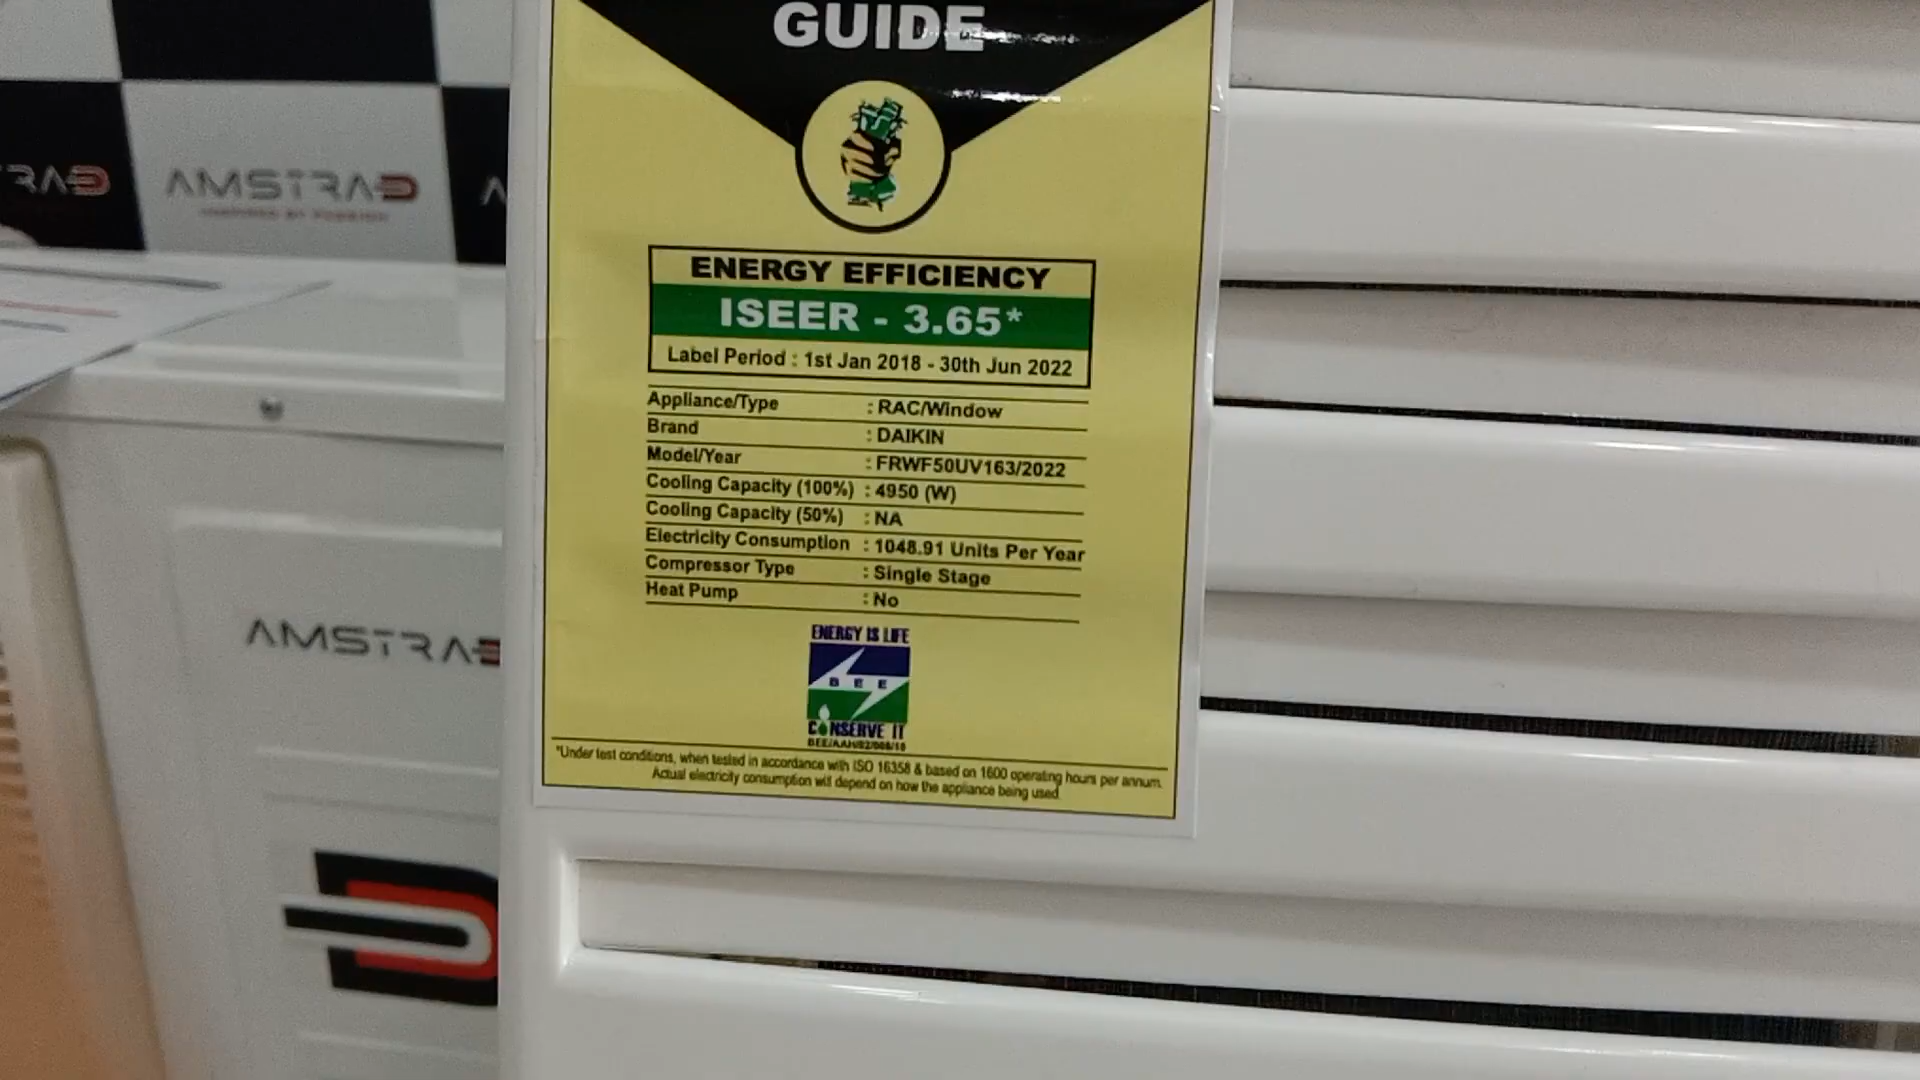 GUIDE
AMSTRAD
ENERGY EFFICIENCY
ISEER - 3.65*
Label Period : 1st Jan 2018 - 30th Jun 2022
Appliance/Type : RAC/Window
Brand : DAIKIN
Model/Year : FRWF50UV163/2022
Cooling Capacity (100%) : 4950 (W)
Cooling Capacity (50%) : NA
Electricity Consumption : 1048.91 Units Per Year
Compressor Type : Single Stage
Heat Pump : No
ENERGY IS LIFE
BEE
CONSERVE IT
*Under test conditions, when tested in accordance with ISO 16358 & based on 1600 operating hours per annum.
Actual electricity consumption will depend on how the appliance being used
AMSTRAD